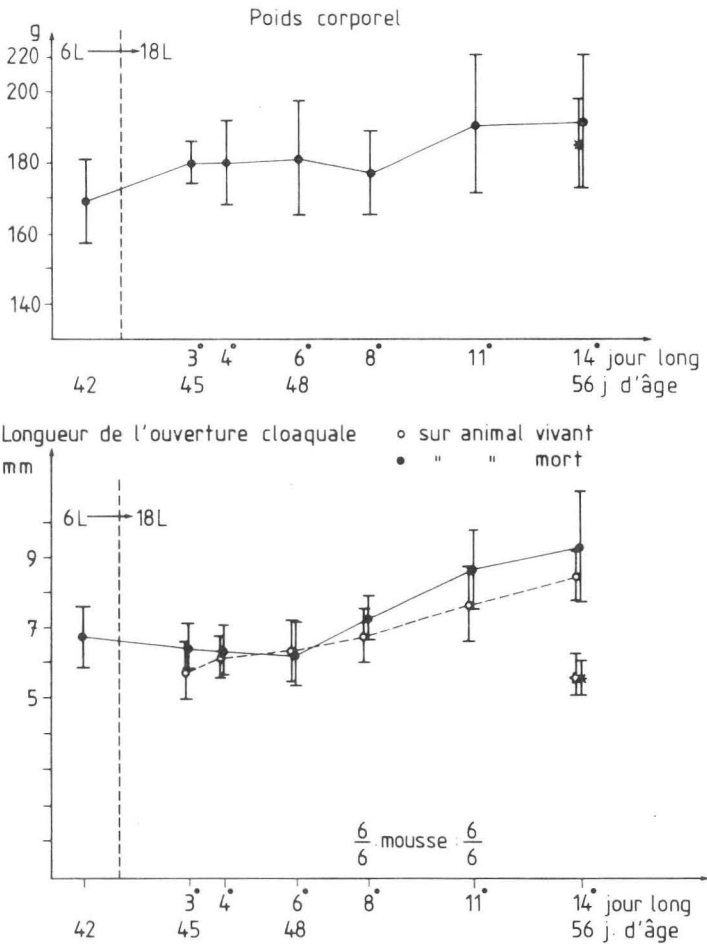 Poids corporel
g
6L → 18L
220
200
180
160
140
3° 4° 6° 8° 11° 14° jour long
42 45 48 56 j d'âge
Longueur de l'ouverture cloaquale o sur animal vivant
mm ● " " mort
6L → 18L
9
7
5
6/6 mousse : 6/6
3° 4° 6° 8° 11° 14° jour long
42 45 48 56 j. d'âge